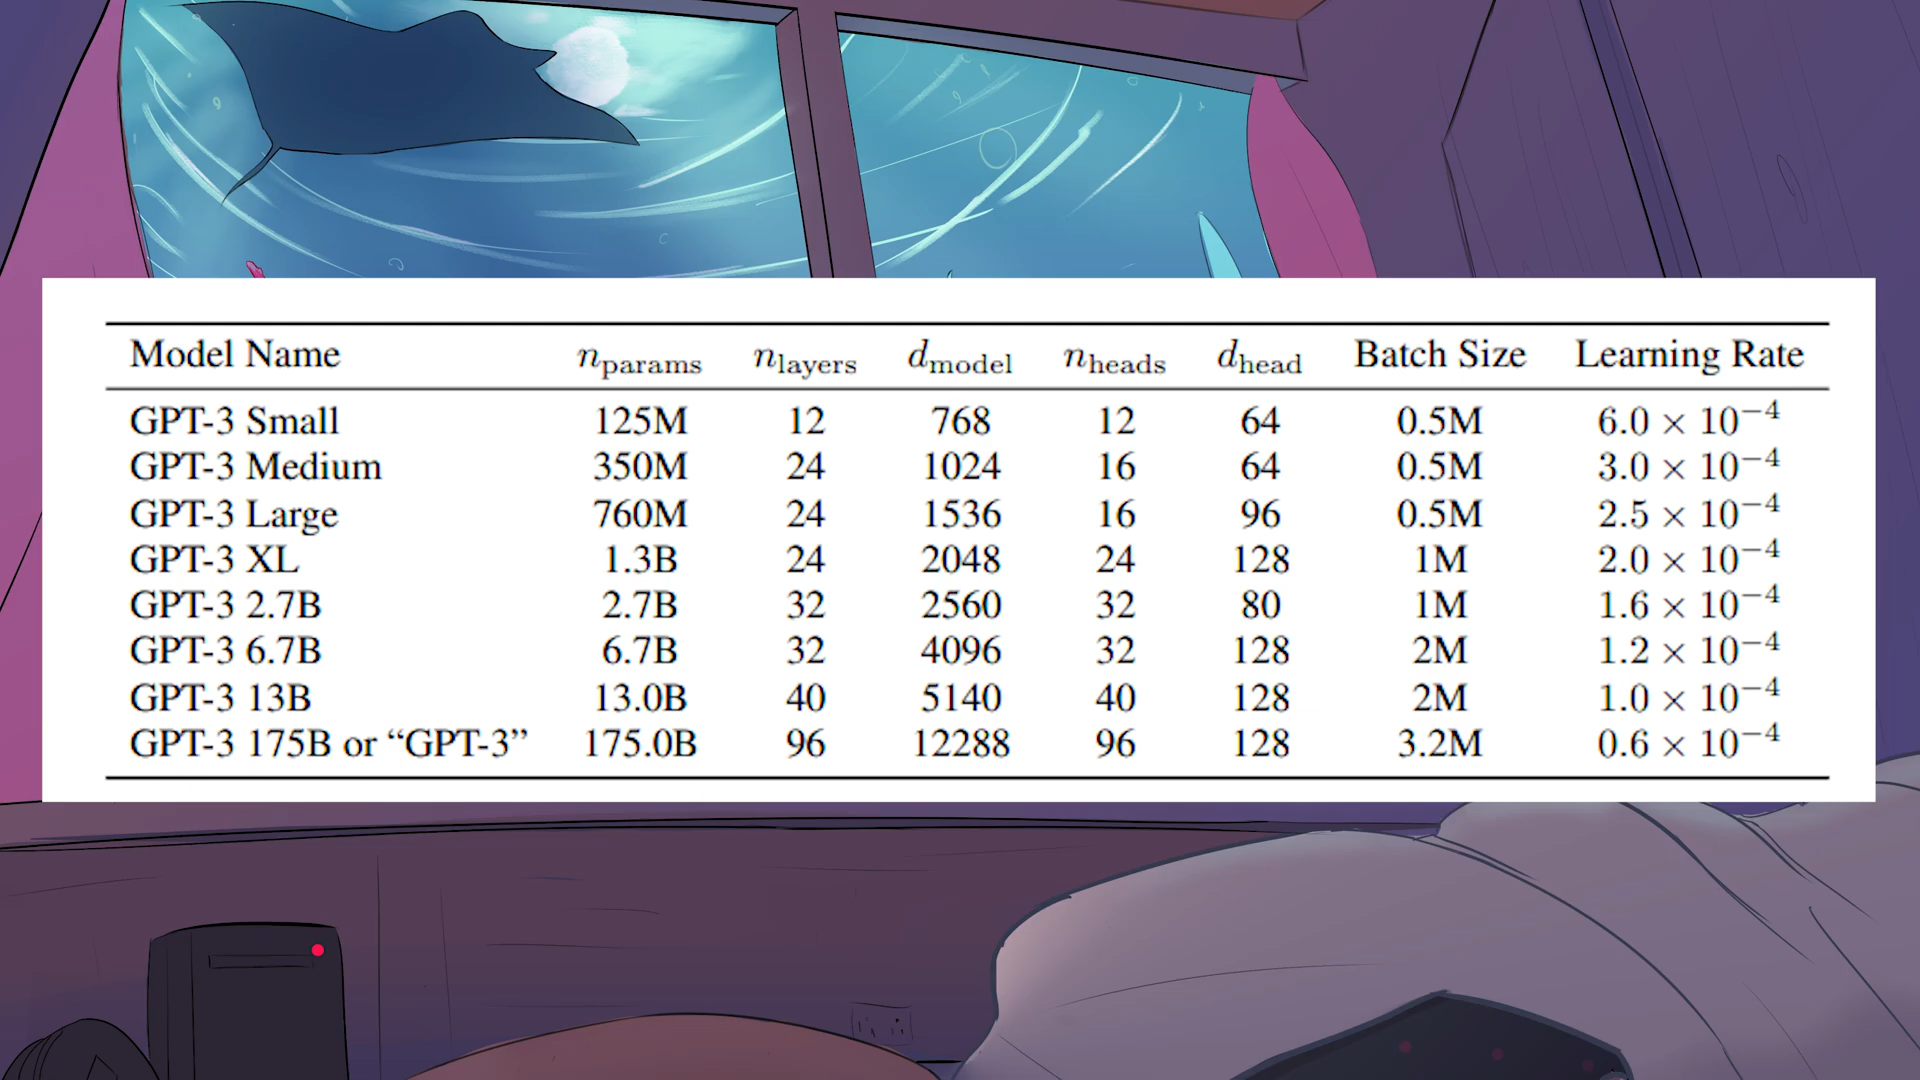 Model Name n_params n_layers d_model n_heads d_head Batch Size Learning Rate
GPT-3 Small 125M 12 768 12 64 0.5M 6.0 × 10^−4
GPT-3 Medium 350M 24 1024 16 64 0.5M 3.0 × 10^−4
GPT-3 Large 760M 24 1536 16 96 0.5M 2.5 × 10^−4
GPT-3 XL 1.3B 24 2048 24 128 1M 2.0 × 10^−4
GPT-3 2.7B 2.7B 32 2560 32 80 1M 1.6 × 10^−4
GPT-3 6.7B 6.7B 32 4096 32 128 2M 1.2 × 10^−4
GPT-3 13B 13.0B 40 5140 40 128 2M 1.0 × 10^−4
GPT-3 175B or “GPT-3” 175.0B 96 12288 96 128 3.2M 0.6 × 10^−4